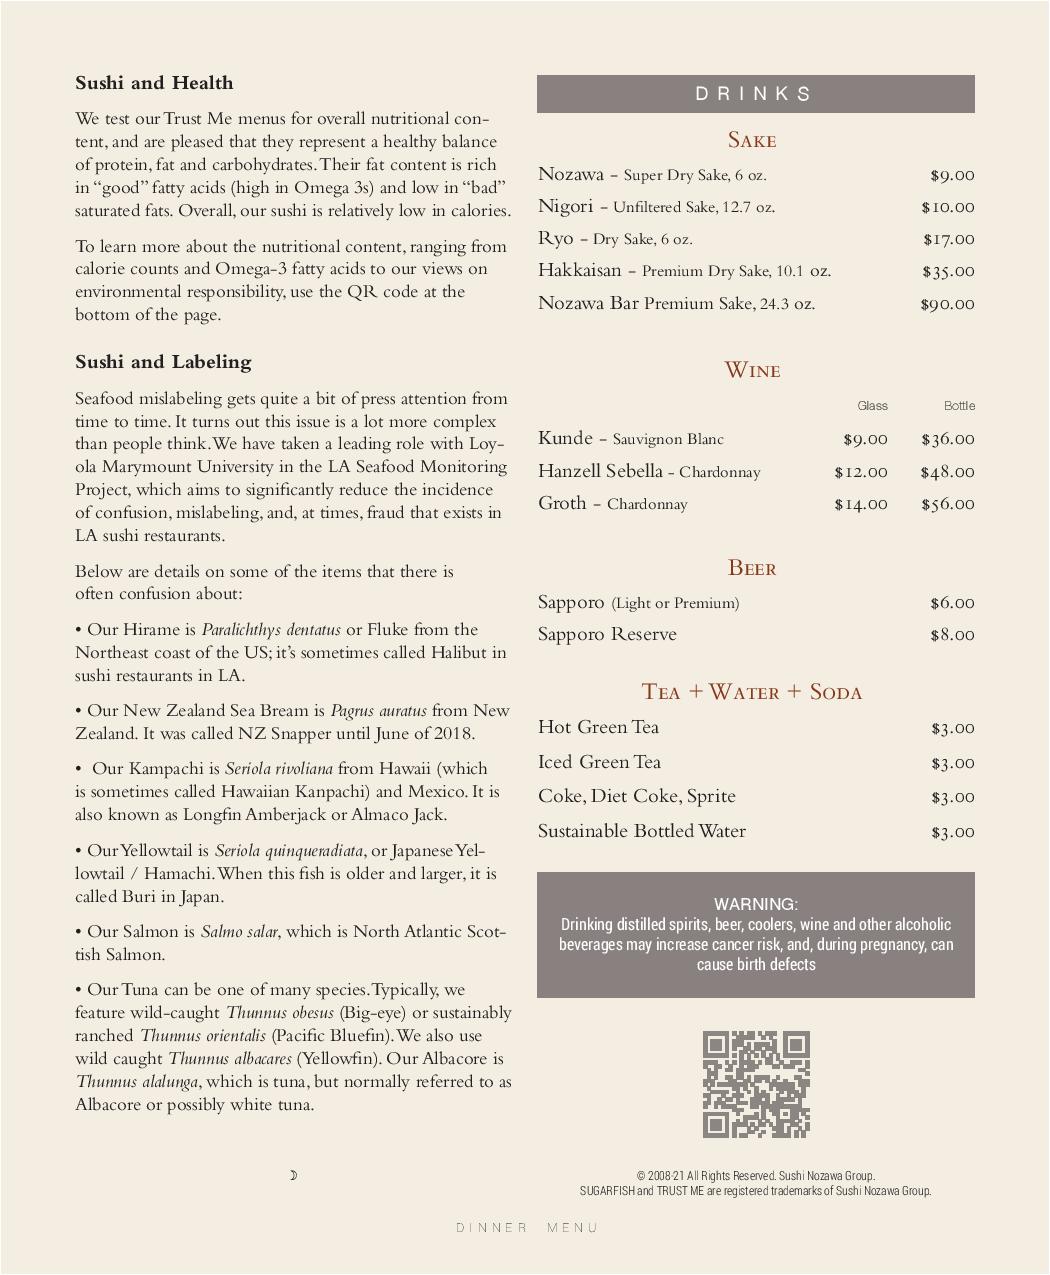 Sushi and Health
We test our Trust Me menus for overall nutritional con-
tent, and are pleased that they represent a healthy balance
of protein, fat and carbohydrates. Their fat content is rich
in “good” fatty acids (high in Omega 3s) and low in “bad”
saturated fats. Overall, our sushi is relatively low in calories.
To learn more about the nutritional content, ranging from
calorie counts and Omega-3 fatty acids to our views on
environmental responsibility, use the QR code at the
bottom of the page.
Sushi and Labeling
Seafood mislabeling gets quite a bit of press attention from
time to time. It turns out this issue is a lot more complex
than people think. We have taken a leading role with Loy-
ola Marymount University in the LA Seafood Monitoring
Project, which aims to significantly reduce the incidence
of confusion, mislabeling, and, at times, fraud that exists in
LA sushi restaurants.
Below are details on some of the items that there is
often confusion about:
• Our Hirame is Paralichthys dentatus or Fluke from the
Northeast coast of the US; it’s sometimes called Halibut in
sushi restaurants in LA.
• Our New Zealand Sea Bream is Pagrus auratus from New
Zealand. It was called NZ Snapper until June of 2018.
• Our Kampachi is Seriola rivoliana from Hawaii (which
is sometimes called Hawaiian Kanpachi) and Mexico. It is
also known as Longfin Amberjack or Almaco Jack.
• Our Yellowtail is Seriola quinqueradiata, or Japanese Yel-
lowtail / Hamachi. When this fish is older and larger, it is
called Buri in Japan.
• Our Salmon is Salmo salar, which is North Atlantic Scot-
tish Salmon.
• Our Tuna can be one of many species. Typically, we
feature wild-caught Thunnus obesus (Big-eye) or sustainably
ranched Thunnus orientalis (Pacific Bluefin). We also use
wild caught Thunnus albacares (Yellowfin). Our Albacore is
Thunnus alalunga, which is tuna, but normally referred to as
Albacore or possibly white tuna.
DRINKS
Sake
Nozawa - Super Dry Sake, 6 oz. $9.00
Nigori - Unfiltered Sake, 12.7 oz. $10.00
Ryo - Dry Sake, 6 oz. $17.00
Hakkaisan - Premium Dry Sake, 10.1 oz. $35.00
Nozawa Bar Premium Sake, 24.3 oz. $90.00
Wine
Glass Bottle
Kunde - Sauvignon Blanc $9.00 $36.00
Hanzell Sebella - Chardonnay $12.00 $48.00
Groth - Chardonnay $14.00 $56.00
Beer
Sapporo (Light or Premium) $6.00
Sapporo Reserve $8.00
Tea + Water + Soda
Hot Green Tea $3.00
Iced Green Tea $3.00
Coke, Diet Coke, Sprite $3.00
Sustainable Bottled Water $3.00
WARNING:
Drinking distilled spirits, beer, coolers, wine and other alcoholic
beverages may increase cancer risk, and, during pregnancy, can
cause birth defects
© 2008-21 All Rights Reserved. Sushi Nozawa Group.
SUGARFISH and TRUST ME are registered trademarks of Sushi Nozawa Group.
DINNER MENU